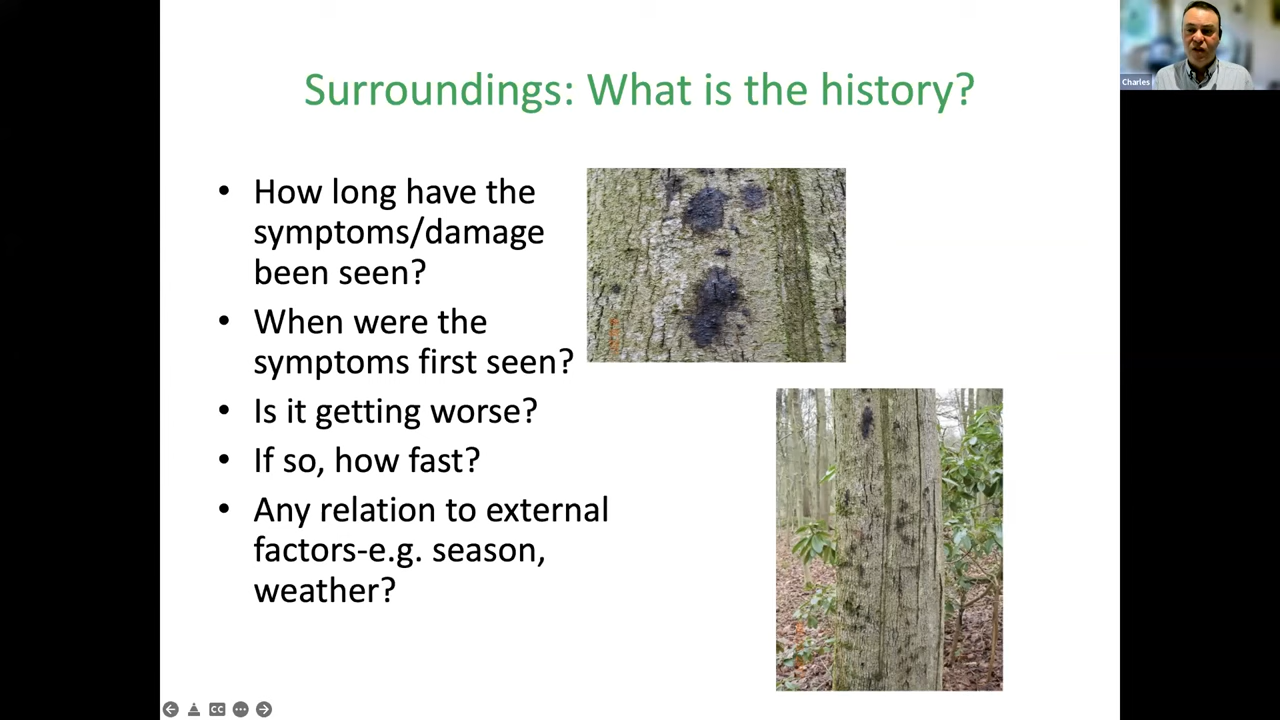 Surroundings: What is the history?
• How long have the
symptoms/damage
been seen?
• When were the
symptoms first seen?
• Is it getting worse?
• If so, how fast?
• Any relation to external
factors-e.g. season,
weather?
Charles
CC